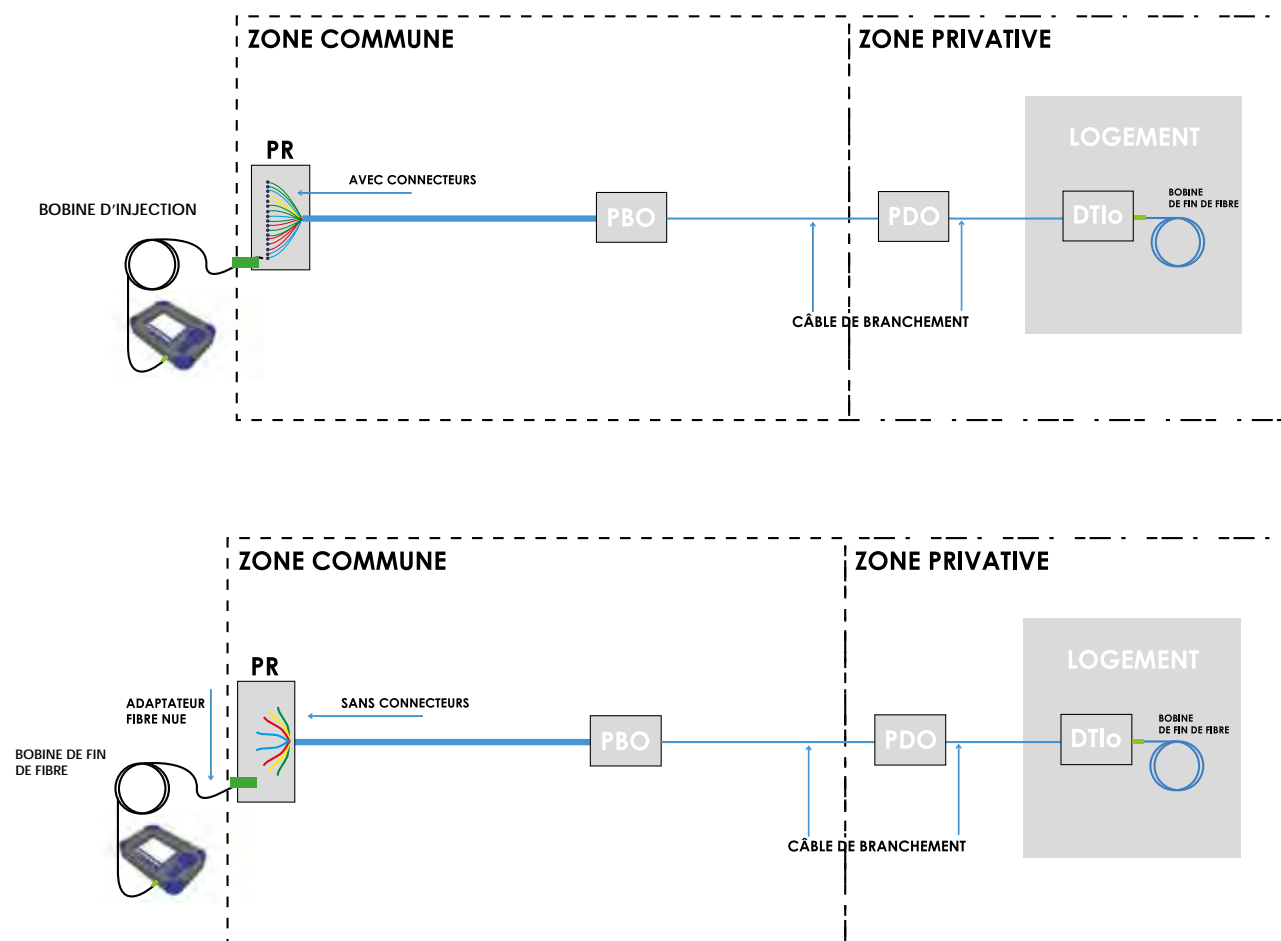 ZONE COMMUNE
ZONE PRIVATIVE
LOGEMENT
PR
AVEC CONNECTEURS
BOBINE D'INJECTION
PBO
PDO
DTIo
BOBINE
DE FIN DE FIBRE
CÂBLE DE BRANCHEMENT
ZONE COMMUNE
ZONE PRIVATIVE
LOGEMENT
PR
ADAPTATEUR
FIBRE NUE
SANS CONNECTEURS
BOBINE DE FIN
DE FIBRE
PBO
PDO
DTIo
BOBINE
DE FIN DE FIBRE
CÂBLE DE BRANCHEMENT